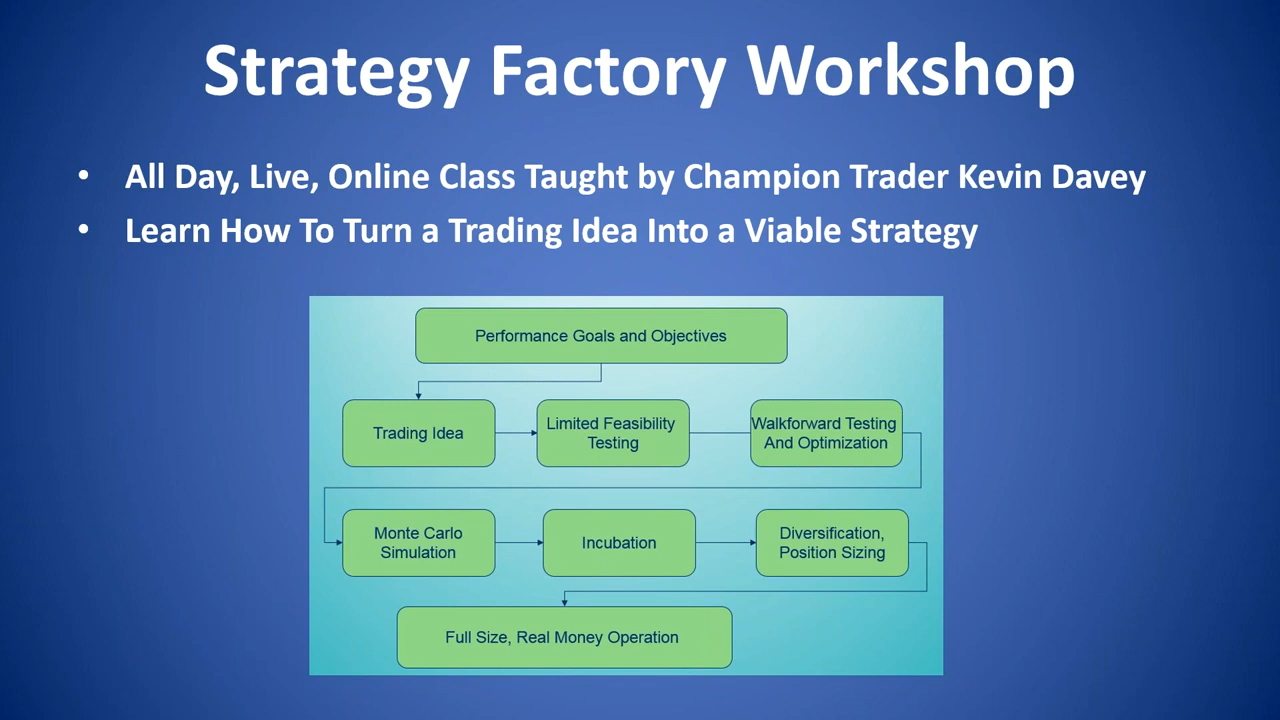 Strategy Factory Workshop
• All Day, Live, Online Class Taught by Champion Trader Kevin Davey
• Learn How To Turn a Trading Idea Into a Viable Strategy
Performance Goals and Objectives
Trading Idea
Limited Feasibility
Testing
Walkforward Testing
And Optimization
Monte Carlo
Simulation
Incubation
Diversification,
Position Sizing
Full Size, Real Money Operation